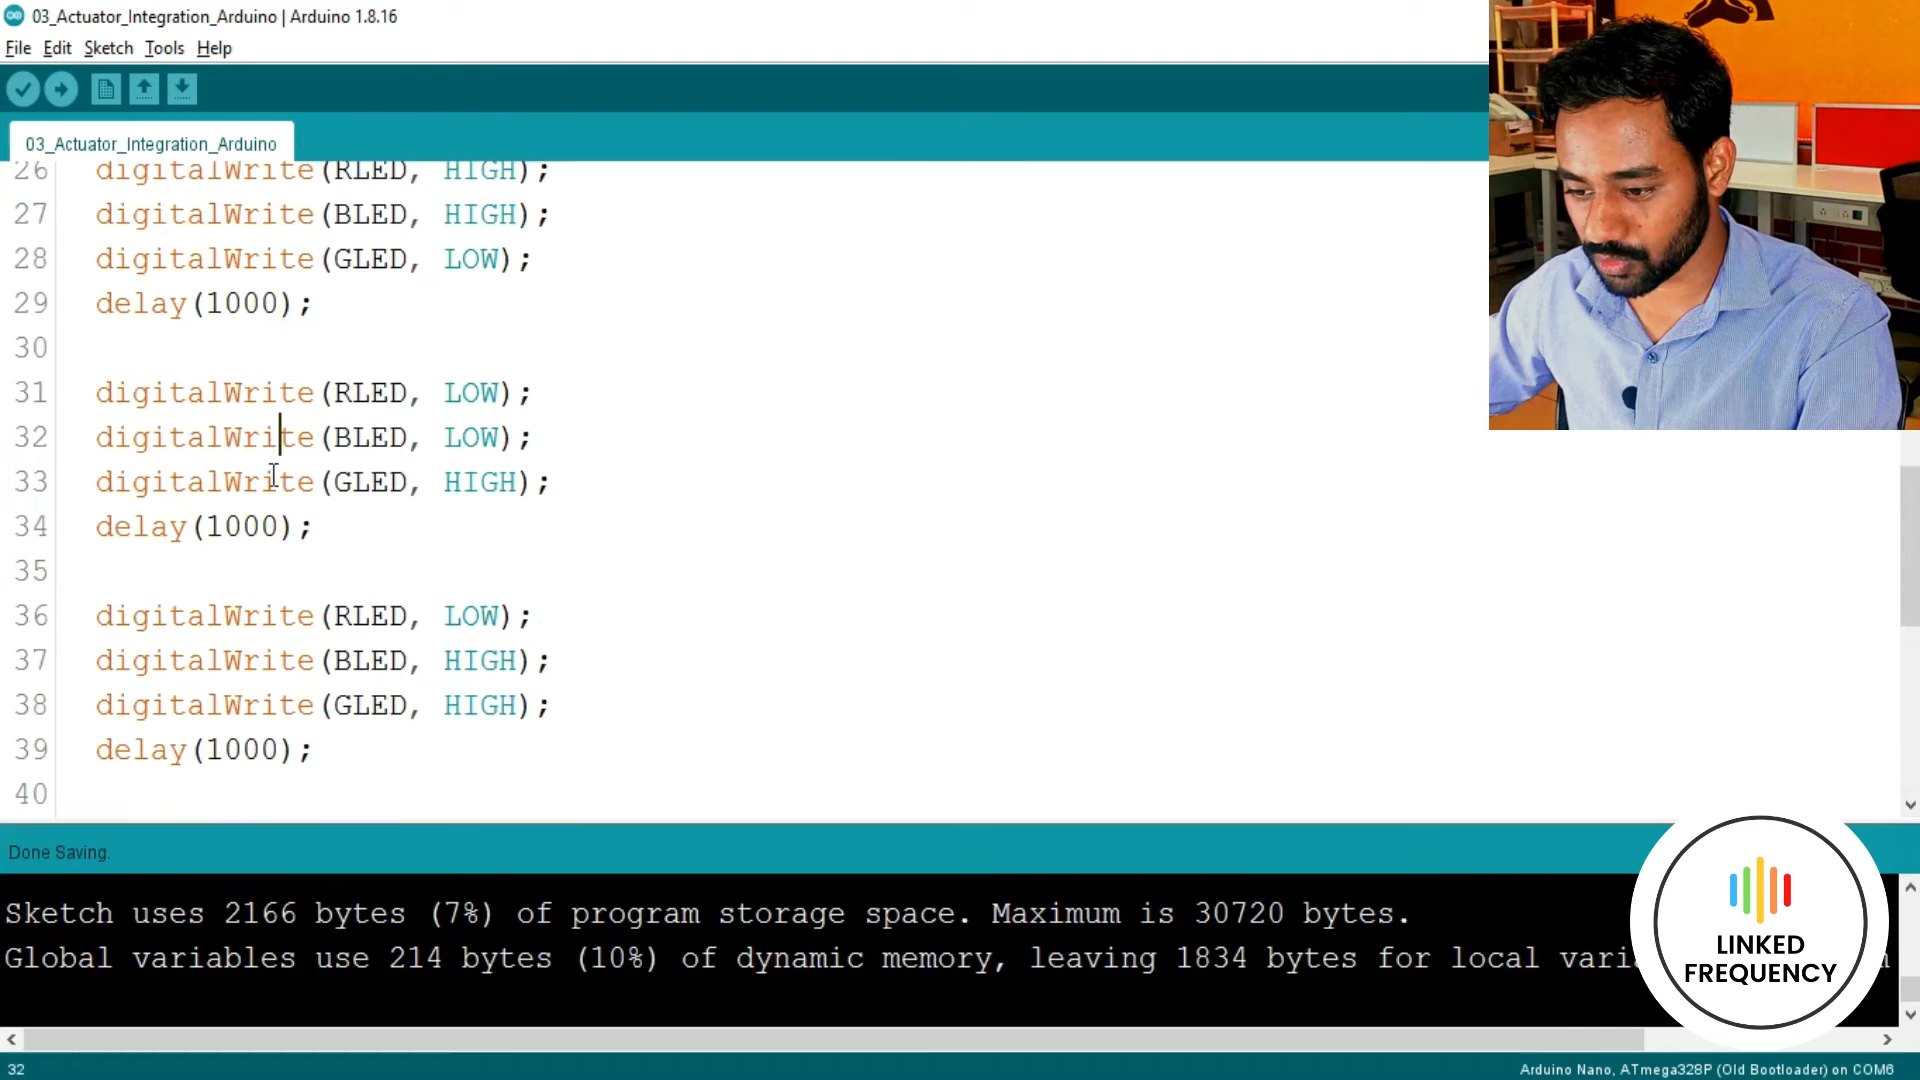 03_Actuator_Integration_Arduino | Arduino 1.8.16
File Edit Sketch Tools Help
03_Actuator_Integration_Arduino
26 digitalWrite(RLED, HIGH);
27 digitalWrite(BLED, HIGH);
28 digitalWrite(GLED, LOW);
29 delay(1000);
30
31 digitalWrite(RLED, LOW);
32 digitalWrite(BLED, LOW);
33 digitalWrite(GLED, HIGH);
34 delay(1000);
35
36 digitalWrite(RLED, LOW);
37 digitalWrite(BLED, HIGH);
38 digitalWrite(GLED, HIGH);
39 delay(1000);
40
Done Saving.
Sketch uses 2166 bytes (7%) of program storage space. Maximum is 30720 bytes.
Global variables use 214 bytes (10%) of dynamic memory, leaving 1834 bytes for local
LINKED
FREQUENCY
32
Arduino Nano, ATmega328P (Old Bootloader) on COM6